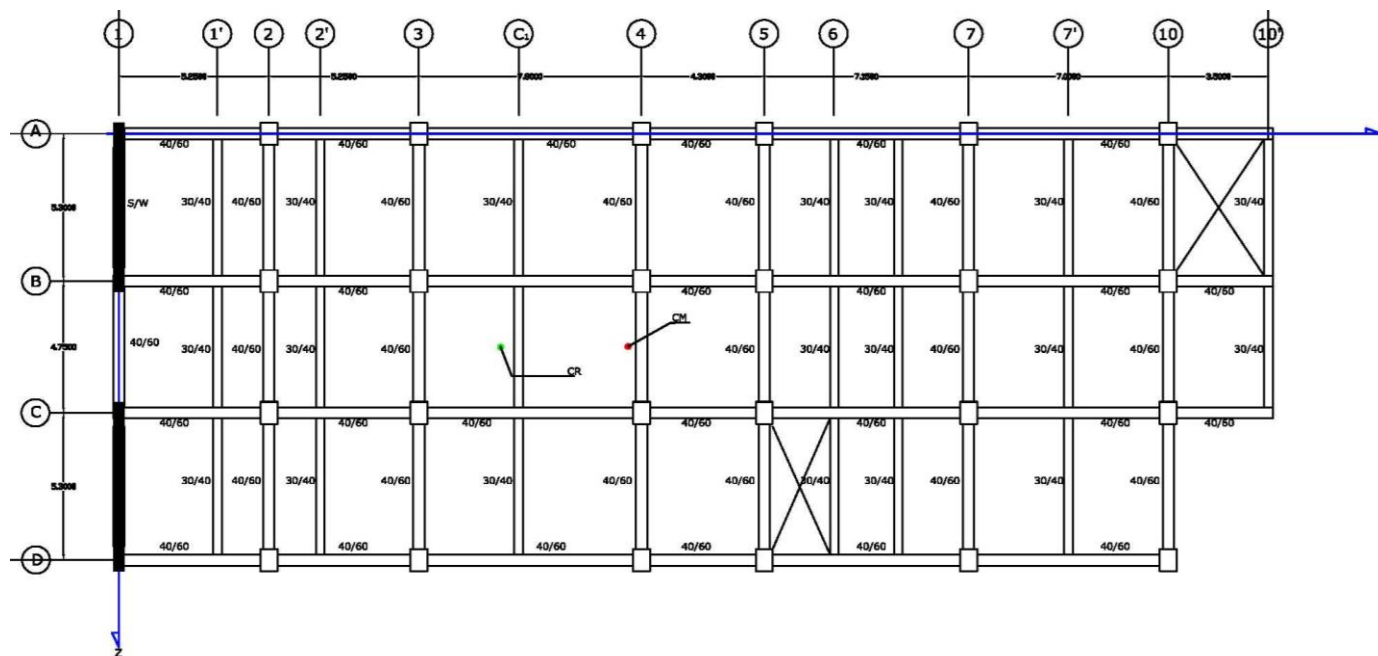 1 1' 2 2' 3 C₁ 4 5 6 7 7' 10 10'
5.2500 5.2500 7.8000 4.3000 7.1500 7.0000 3.5000
A
40/60 40/60 40/60 40/60 40/60 40/60
5.3000 S/W 30/40 40/60 30/40 40/60 30/40 40/60 40/60 30/40 30/40 40/60 30/40 40/60 30/40
B
40/60 40/60 40/60 40/60 40/60 40/60
CM
4.7500 40/60 30/40 40/60 30/40 40/60 40/60 30/40 30/40 40/60 30/40 40/60 30/40
CR
C
40/60 40/60 40/60 40/60 40/60 40/60 40/60
5.3000 30/40 40/60 30/40 40/60 30/40 40/60 40/60 30/40 30/40 40/60 30/40 40/60
40/60 40/60 40/60 40/60 40/60 40/60
D
Z